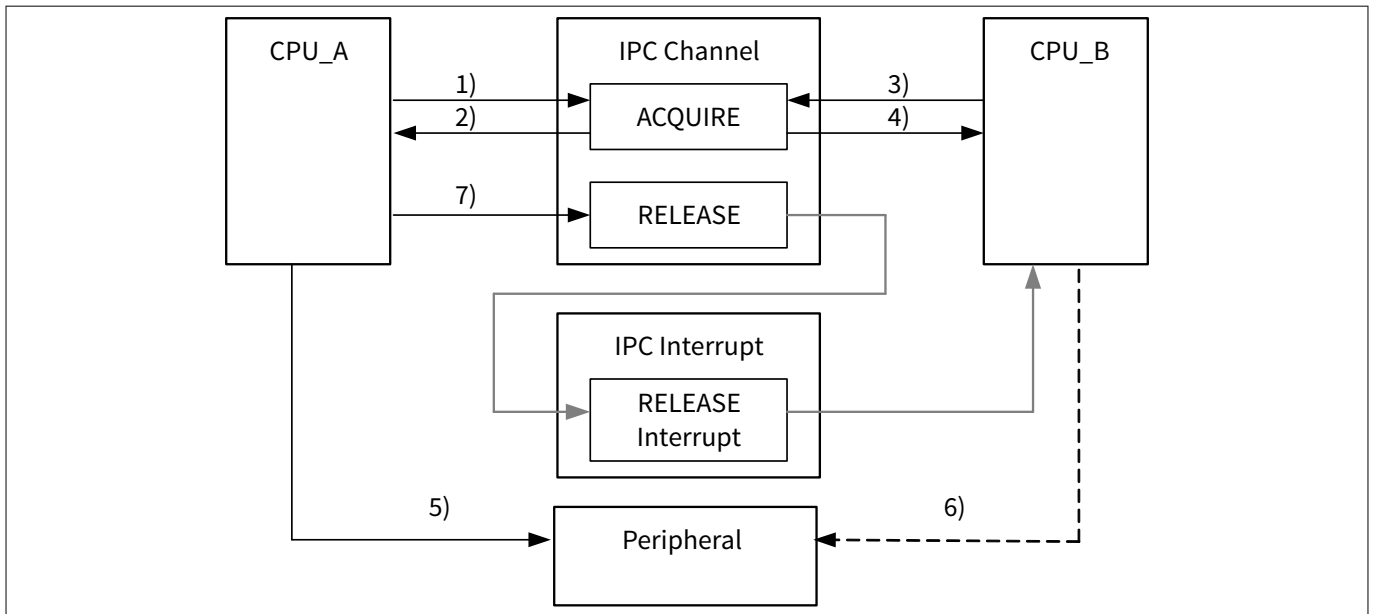 CPU_A
IPC Channel
CPU_B
1)
3)
ACQUIRE
2)
4)
7)
RELEASE
IPC Interrupt
RELEASE
Interrupt
5)
6)
Peripheral